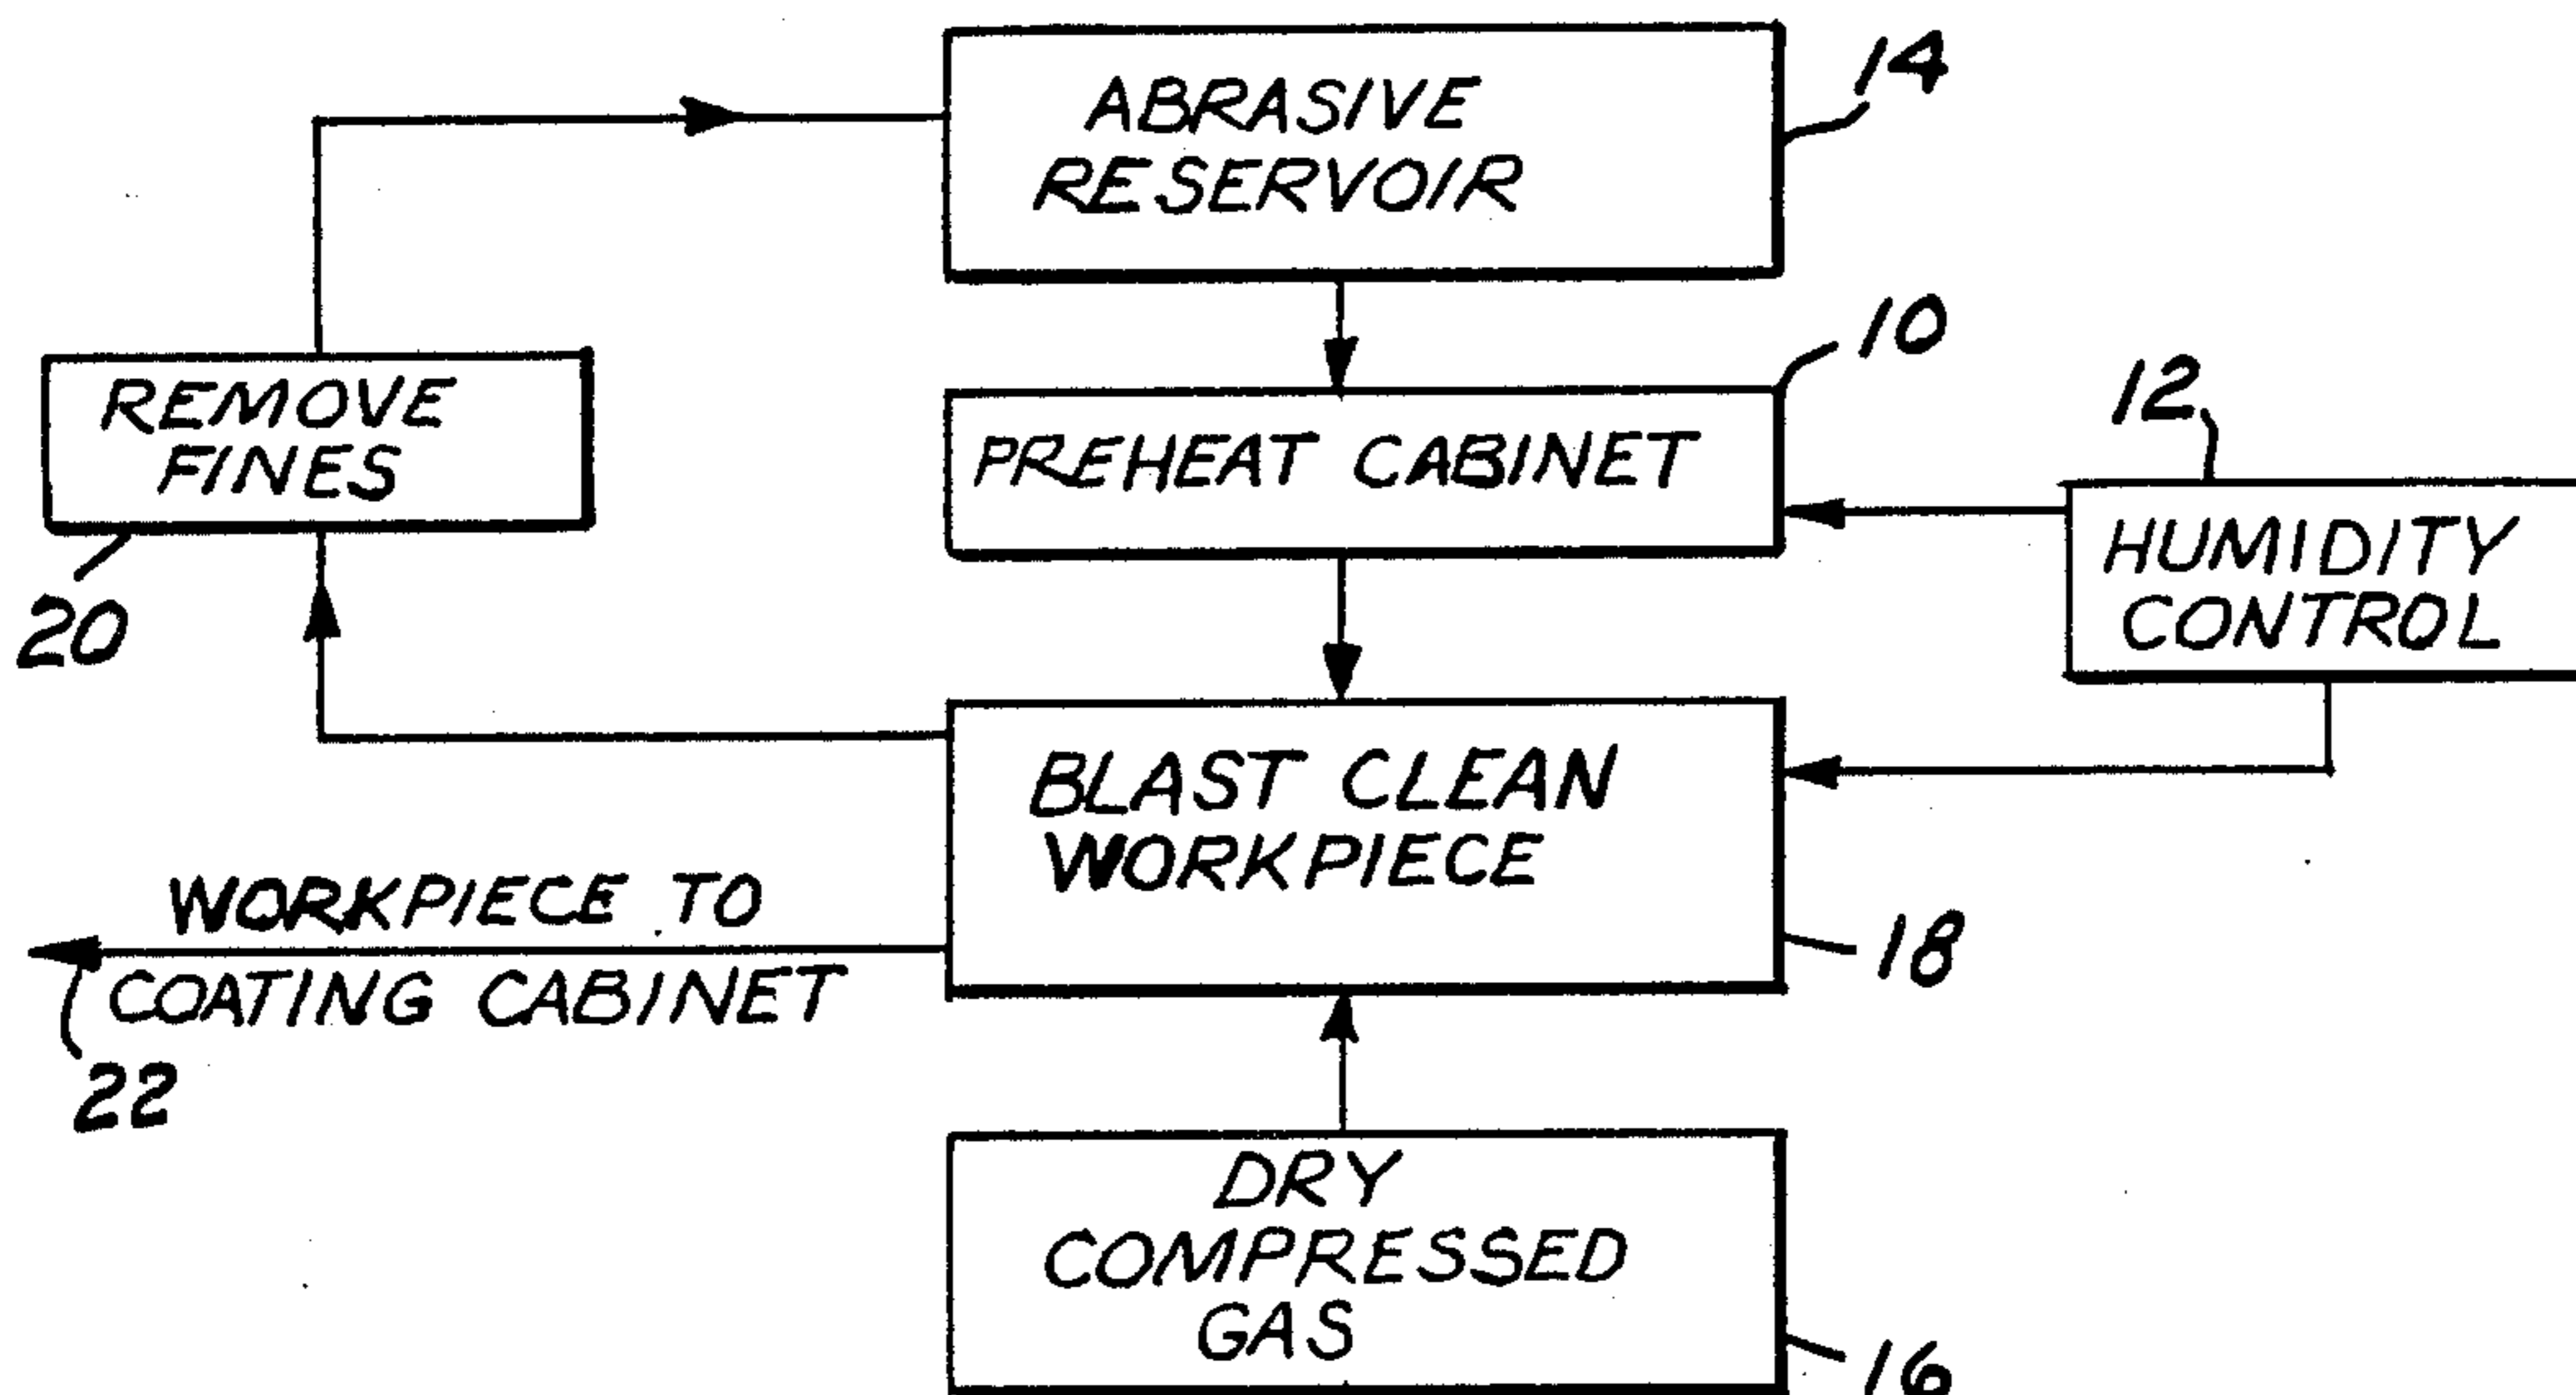 ABRASIVE
RESERVOIR
14
PREHEAT CABINET
10
12
HUMIDITY
CONTROL
REMOVE
FINES
20
BLAST CLEAN
WORKPIECE
18
WORKPIECE TO
COATING CABINET
22
DRY
COMPRESSED
GAS
16